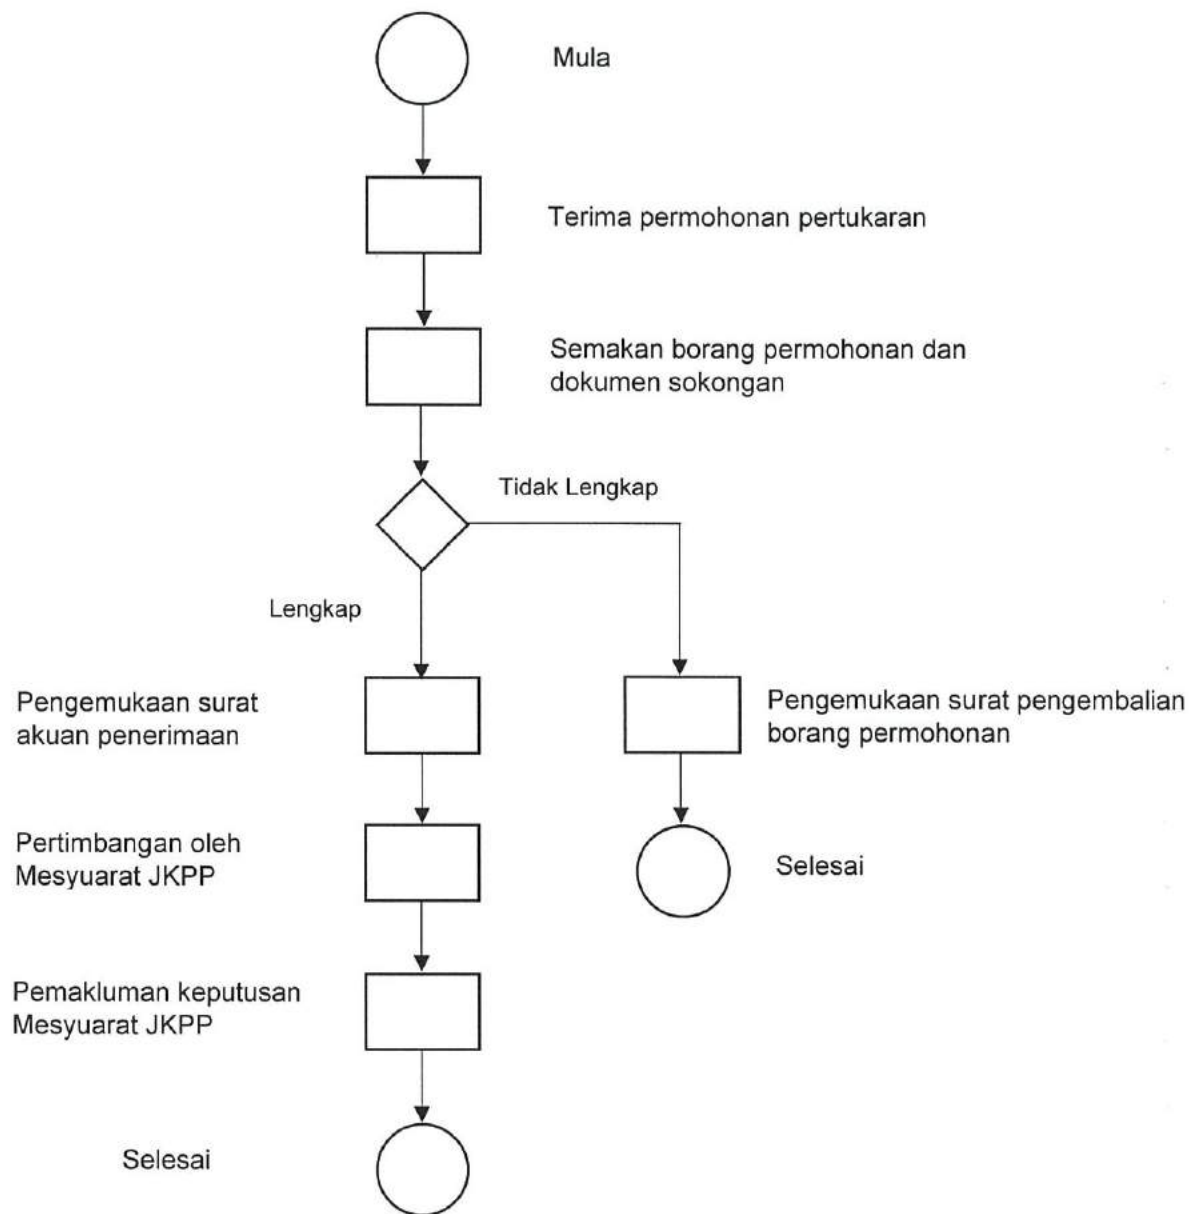 Mula
Terima permohonan pertukaran
Semakan borang permohonan dan
dokumen sokongan
Tidak Lengkap
Lengkap
Pengemukaan surat
akuan penerimaan
Pengemukaan surat pengembalian
borang permohonan
Pertimbangan oleh
Mesyuarat JKPP
Selesai
Pemakluman keputusan
Mesyuarat JKPP
Selesai